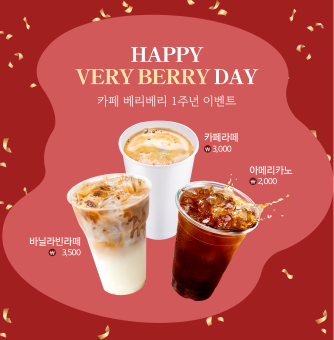 HAPPY
VERY BERRY DAY
카페 베리베리 1주년 이벤트
카페라떼
₩ 3,000
아메리카노
₩ 2,000
바닐라빈라떼
₩ 3,500